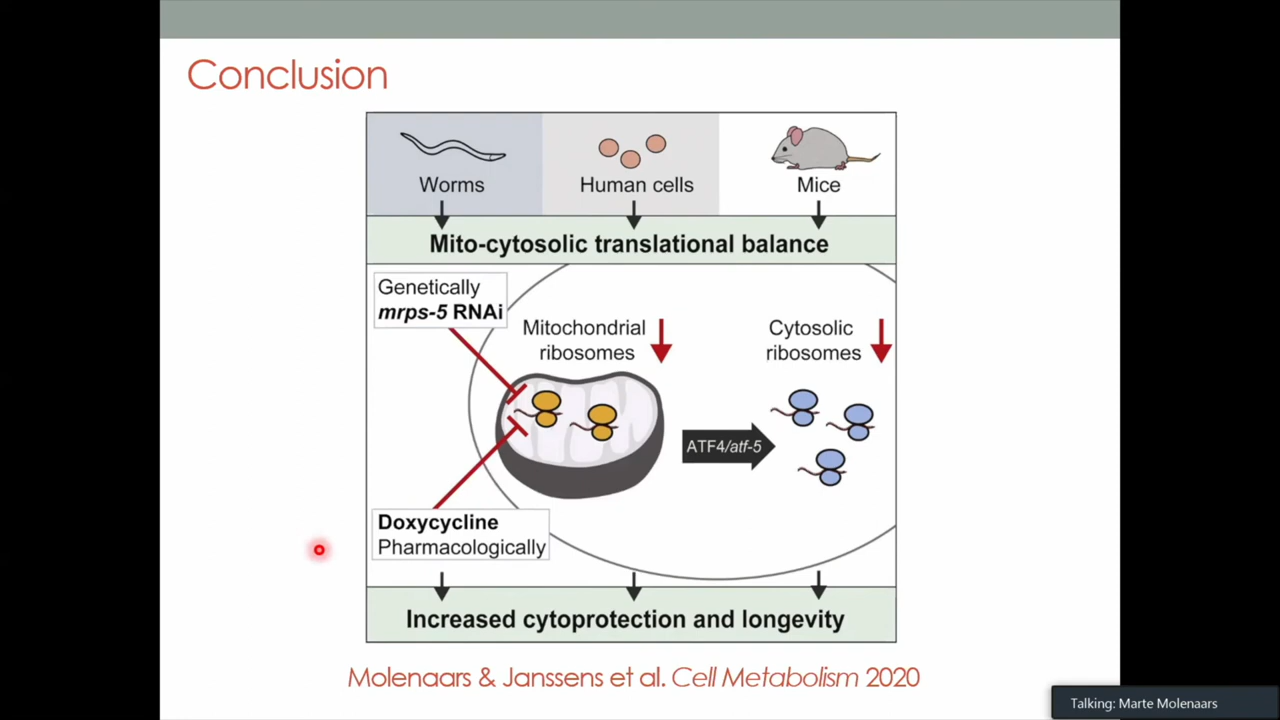 Conclusion
Worms
Human cells
Mice
Mito-cytosolic translational balance
Genetically
mrps-5 RNAi
Mitochondrial
ribosomes
Cytosolic
ribosomes
ATF4/atf-5
Doxycycline
Pharmacologically
Increased cytoprotection and longevity
Molenaars & Janssens et al. Cell Metabolism 2020
Talking: Marte Molenaars